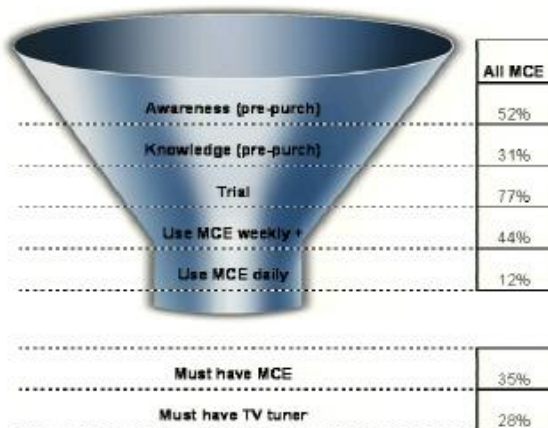 All MCE
Awareness (pre-purch) 52%
Knowledge (pre-purch) 31%
Trial 77%
Use MCE weekly + 44%
Use MCE daily 12%
Must have MCE 35%
Must have TV tuner 28%